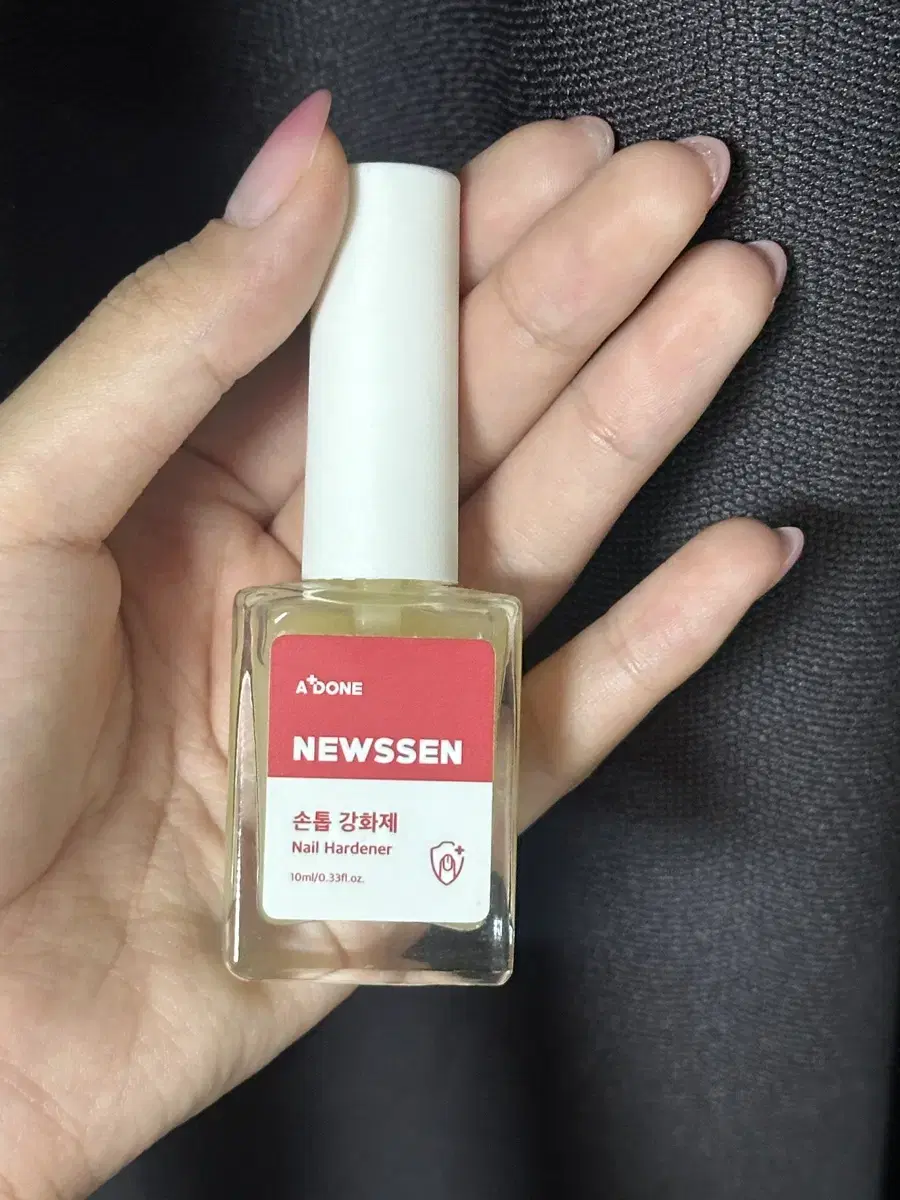 A+DONE
NEWSSEN
손톱 강화제
Nail Hardener
10ml/0.33fl.oz.